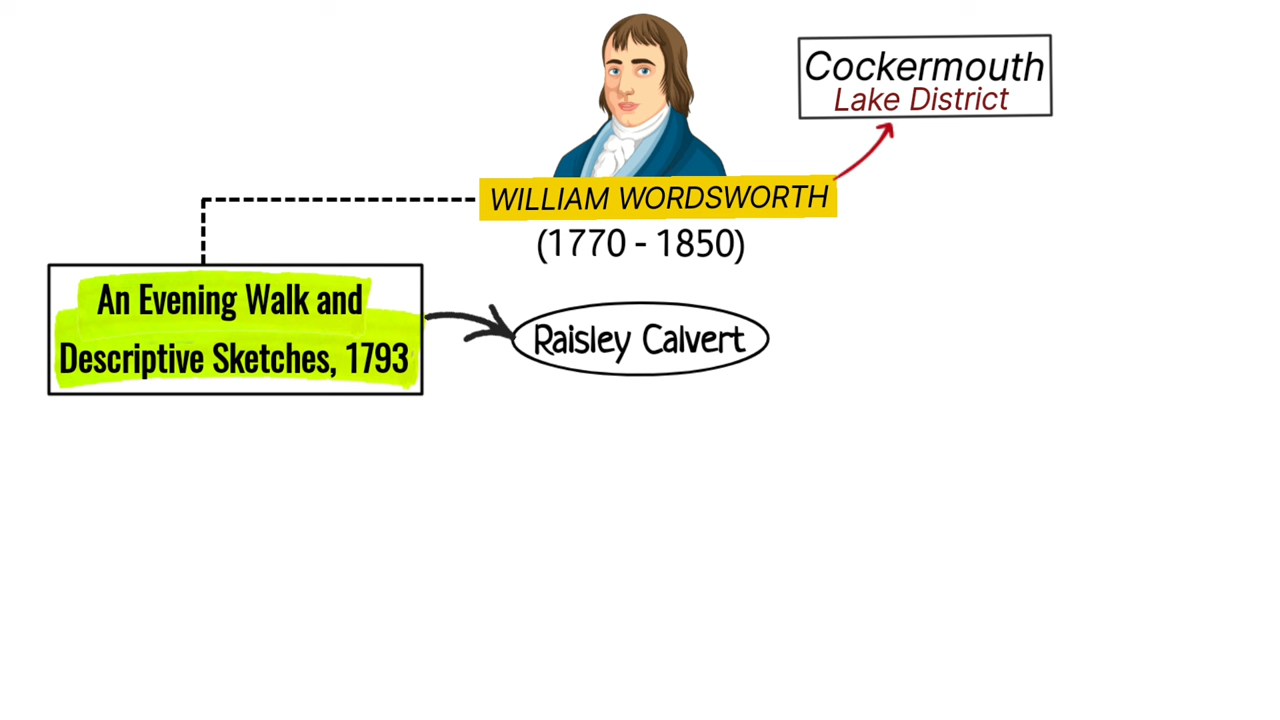 Cockermouth
Lake District
WILLIAM WORDSWORTH
(1770 - 1850)
An Evening Walk and
Descriptive Sketches, 1793
Raisley Calvert